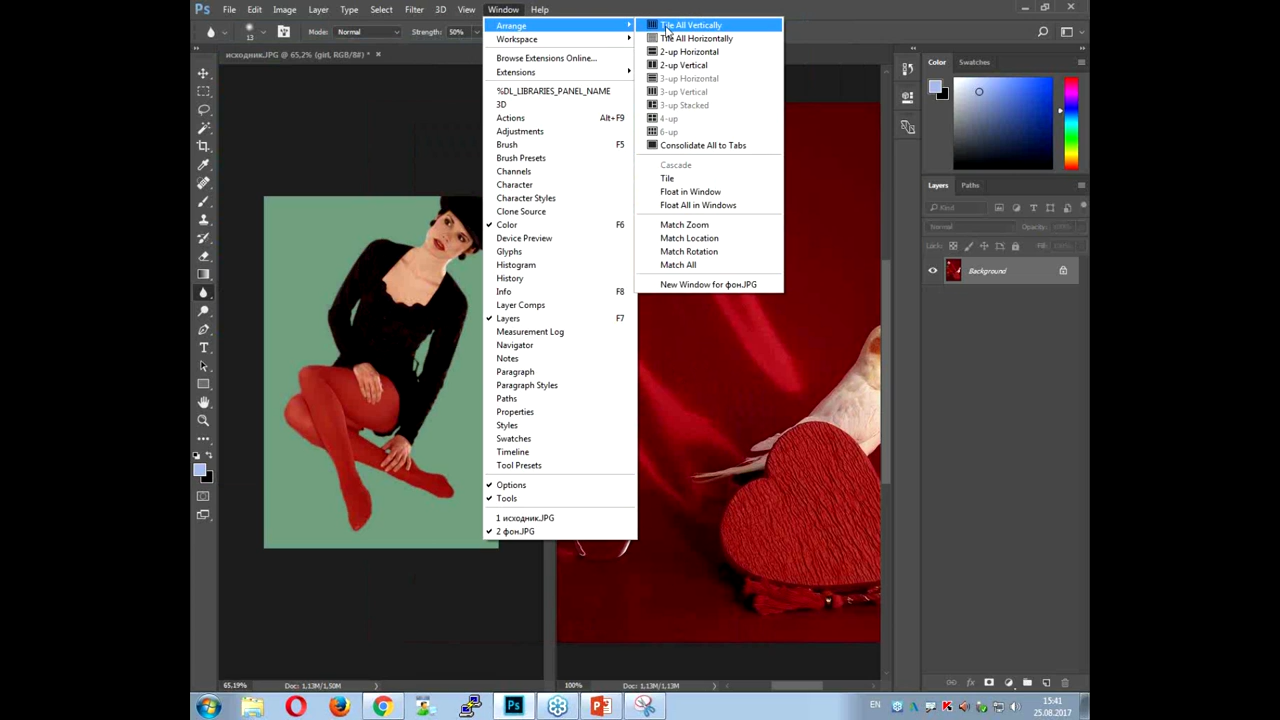 Ps File Edit Image Layer Type Select Filter 3D View Window Help
13 Mode: Normal Strength: 50%
исходник.JPG @ 65,2% (girl, RGB/8#) *
Arrange
Workspace
Browse Extensions Online...
Extensions
%DL_LIBRARIES_PANEL_NAME
3D
Actions Alt+F9
Adjustments
Brush F5
Brush Presets
Channels
Character
Character Styles
Clone Source
Color F6
Device Preview
Glyphs
Histogram
History
Info F8
Layer Comps
Layers F7
Measurement Log
Navigator
Notes
Paragraph
Paragraph Styles
Paths
Properties
Styles
Swatches
Timeline
Tool Presets
Options
Tools
1 исходник.JPG
2 фон.JPG
Tile All Vertically
Tile All Horizontally
2-up Horizontal
2-up Vertical
3-up Horizontal
3-up Vertical
3-up Stacked
4-up
6-up
Consolidate All to Tabs
Cascade
Tile
Float in Window
Float All in Windows
Match Zoom
Match Location
Match Rotation
Match All
New Window for фон.JPG
Color Swatches
Layers Paths
Kind
Normal Opacity:
Lock: Fill:
Background
65,19% Doc: 1,13M/1,50M
100% Doc: 1,13M/1,13M
Ps
EN 15:41
25.08.2017